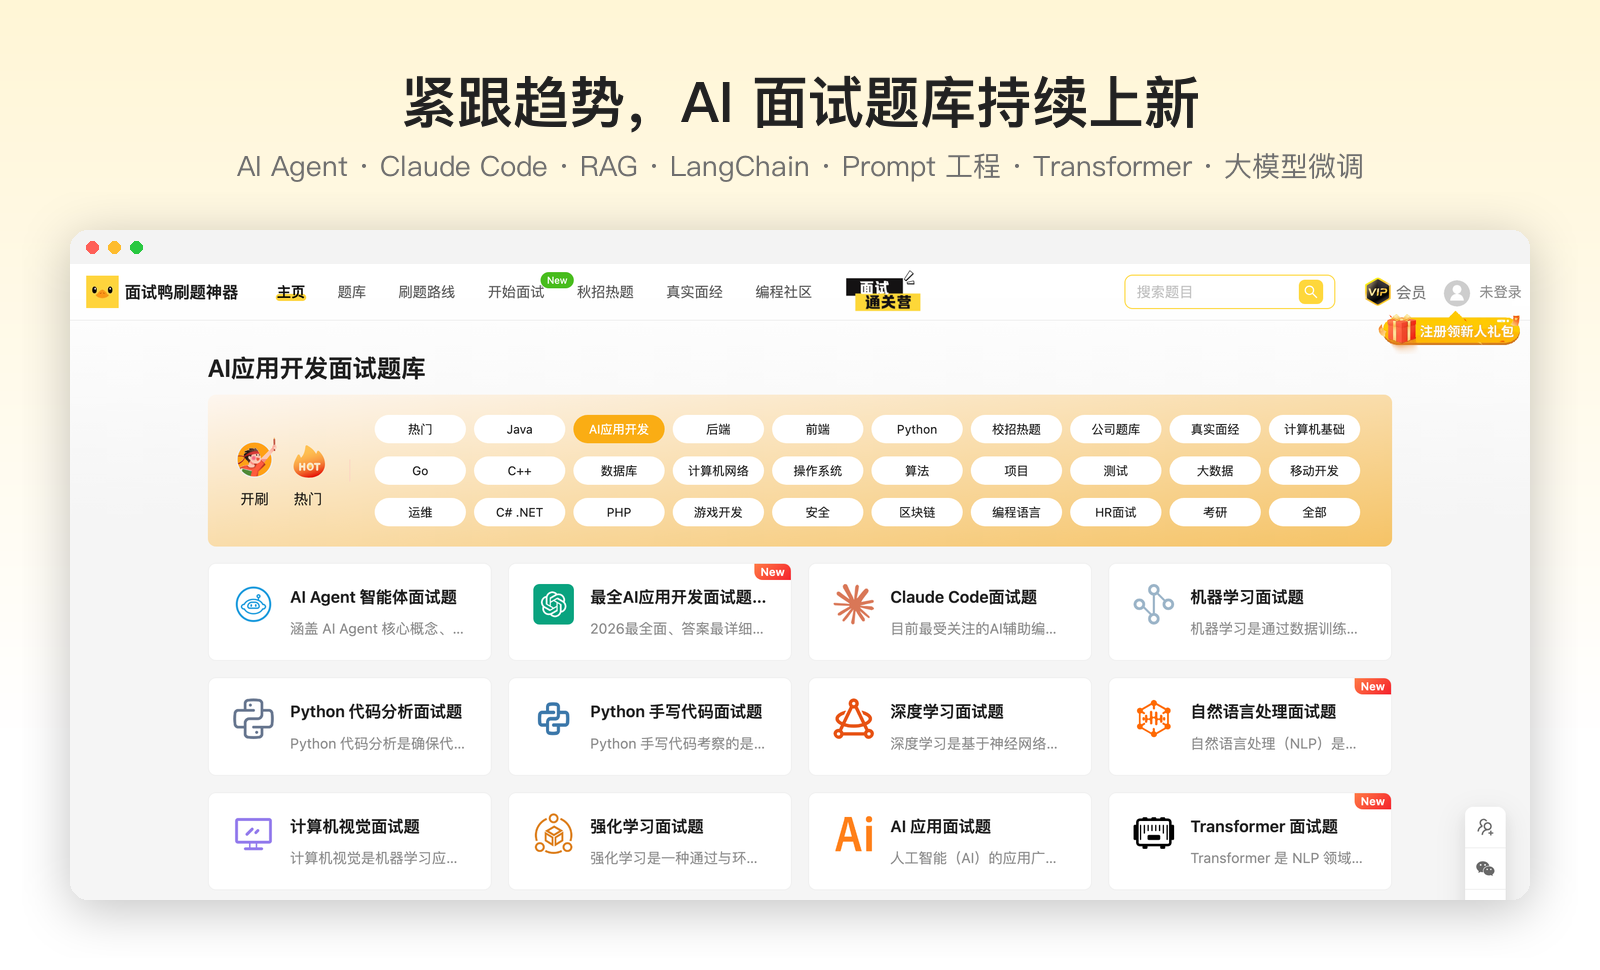 紧跟趋势，AI 面试题库持续上新
AI Agent · Claude Code · RAG · LangChain · Prompt 工程 · Transformer · 大模型微调
面试鸭刷题神器 主页 题库 刷题路线 开始面试 New 秋招热题 真实面经 编程社区 面试 通关营 搜索题目 VIP 会员 未登录
注册领新人礼包
AI应用开发面试题库
热门 Java AI应用开发 后端 前端 Python 校招热题 公司题库 真实面经 计算机基础
HOT
Go C++ 数据库 计算机网络 操作系统 算法 项目 测试 大数据 移动开发
开刷 热门
运维 C# .NET PHP 游戏开发 安全 区块链 编程语言 HR面试 考研 全部
New
AI Agent 智能体面试题 最全AI应用开发面试题... Claude Code面试题 机器学习面试题
涵盖 AI Agent 核心概念、... 2026最全面、答案最详细... 目前最受关注的AI辅助编... 机器学习是通过数据训练...
New
Python 代码分析面试题 Python 手写代码面试题 深度学习面试题 自然语言处理面试题
Python 代码分析是确保代... Python 手写代码考察的是... 深度学习是基于神经网络... 自然语言处理（NLP）是...
New
计算机视觉面试题 强化学习面试题 Ai AI 应用面试题 Transformer 面试题
计算机视觉是机器学习应... 强化学习是一种通过与环... 人工智能（AI）的应用广... Transformer 是 NLP 领域...